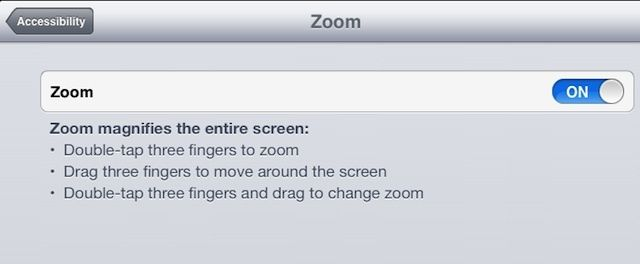 Accessibility
Zoom
Zoom
ON
Zoom magnifies the entire screen:
• Double-tap three fingers to zoom
• Drag three fingers to move around the screen
• Double-tap three fingers and drag to change zoom